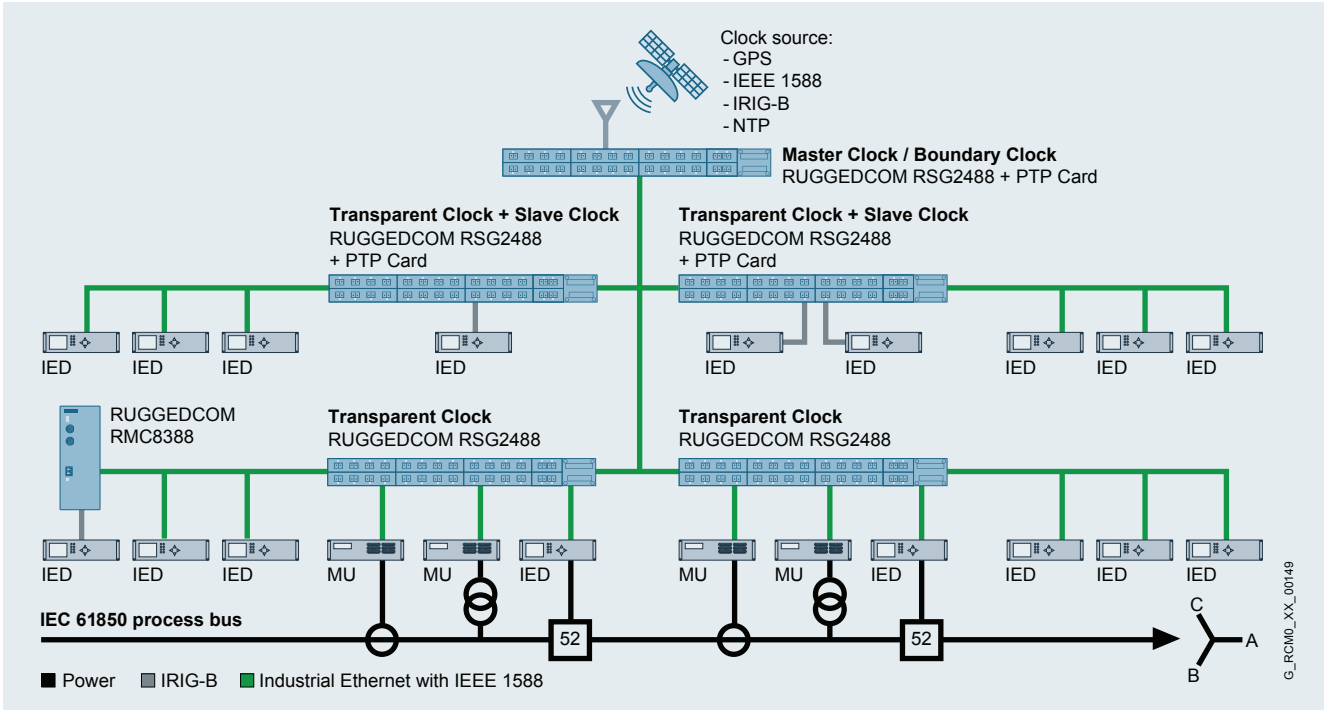 Clock source:
- GPS
- IEEE 1588
- IRIG-B
- NTP
Master Clock / Boundary Clock
RUGGEDCOM RSG2488 + PTP Card
Transparent Clock + Slave Clock
RUGGEDCOM RSG2488
+ PTP Card
Transparent Clock + Slave Clock
RUGGEDCOM RSG2488
+ PTP Card
IED
IED
IED
IED
IED
IED
IED
IED
IED
RUGGEDCOM
RMC8388
Transparent Clock
RUGGEDCOM RSG2488
Transparent Clock
RUGGEDCOM RSG2488
IED
IED
IED
MU
MU
IED
MU
MU
IED
IED
IED
IED
IEC 61850 process bus
52
52
C
A
B
Power
IRIG-B
Industrial Ethernet with IEEE 1588
G_RCM0_XX_00149